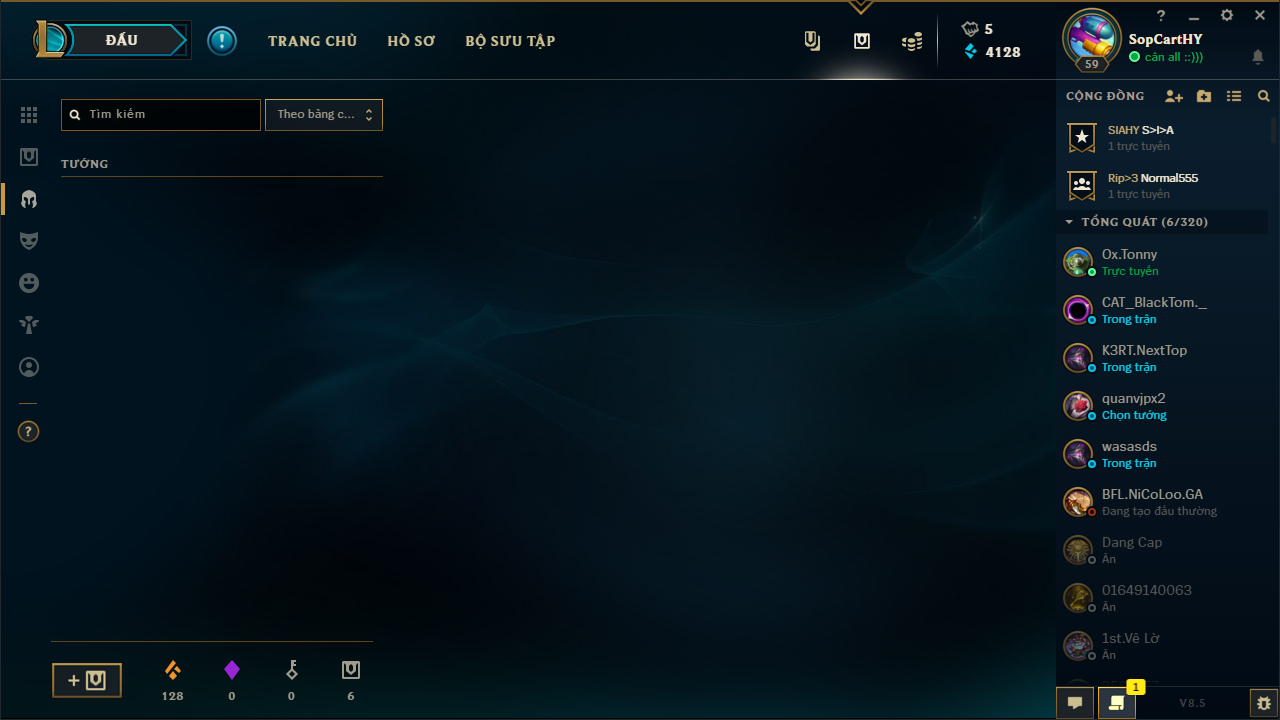 ĐẤU
TRANG CHỦ
HỒ SƠ
BỘ SƯU TẬP
5
4128
59
SopCartHY
cân all ::)))
Tìm kiếm
Theo bảng c...
TƯỚNG
CỘNG ĐỒNG
SIAHY S>I>A
1 trực tuyến
Rip>3 Normal555
1 trực tuyến
TỔNG QUÁT (6/320)
Ox.Tonny
Trực tuyến
CAT_BlackTom._
Trong trận
K3RT.NextTop
Trong trận
quanvjpx2
Chọn tướng
wasasds
Trong trận
BFL.NiCoLoo.GA
Đang tạo đấu thường
Dang Cap
Ẩn
01649140063
Ẩn
1st.Vê Lờ
Ẩn
128
0
0
6
1
V8.5